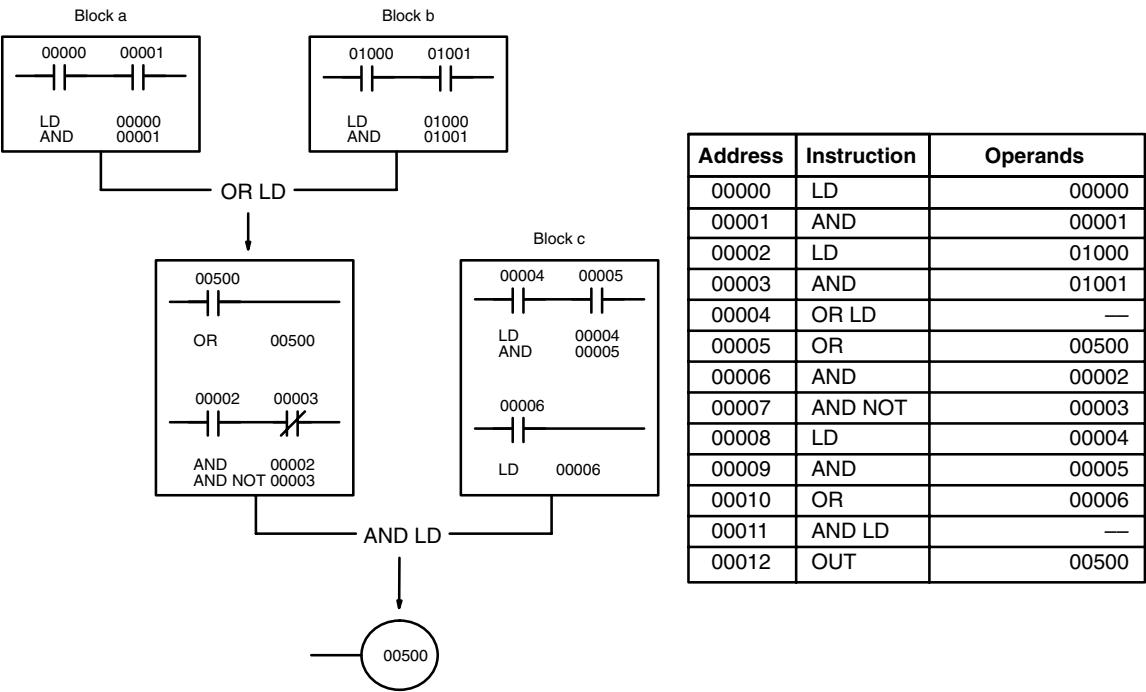 Block a
00000 00001
LD 00000
AND 00001
Block b
01000 01001
LD 01000
AND 01001
OR LD
00500
OR 00500
00002 00003
AND 00002
AND NOT 00003
Block c
00004 00005
LD 00004
AND 00005
00006
LD 00006
AND LD
00500
Address Instruction Operands
00000 LD 00000
00001 AND 00001
00002 LD 01000
00003 AND 01001
00004 OR LD —
00005 OR 00500
00006 AND 00002
00007 AND NOT 00003
00008 LD 00004
00009 AND 00005
00010 OR 00006
00011 AND LD —
00012 OUT 00500